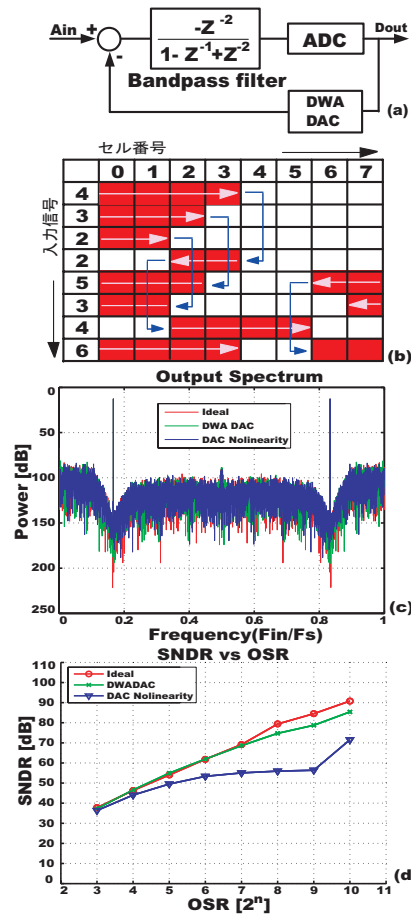 Ain + -Z -2 ADC Dout
- 1- Z-1+Z-2
Bandpass filter
DWA
DAC (a)
セル番号
入力信号
0 1 2 3 4 5 6 7
4
3
2
2
5
3
4
6
(b)
Output Spectrum
Ideal
DWA DAC
DAC Nolinearity
Power [dB]
50
100
150
200
250
0 0.2 0.4 0.6 0.8 1
(c)
Frequency(Fin/Fs)
SNDR vs OSR
Ideal
DWADAC
DAC Nolinearity
SNDR [dB]
110
100
90
80
70
60
50
40
30
20
10
0
2 3 4 5 6 7 8 9 10 11
(d
OSR [2n]